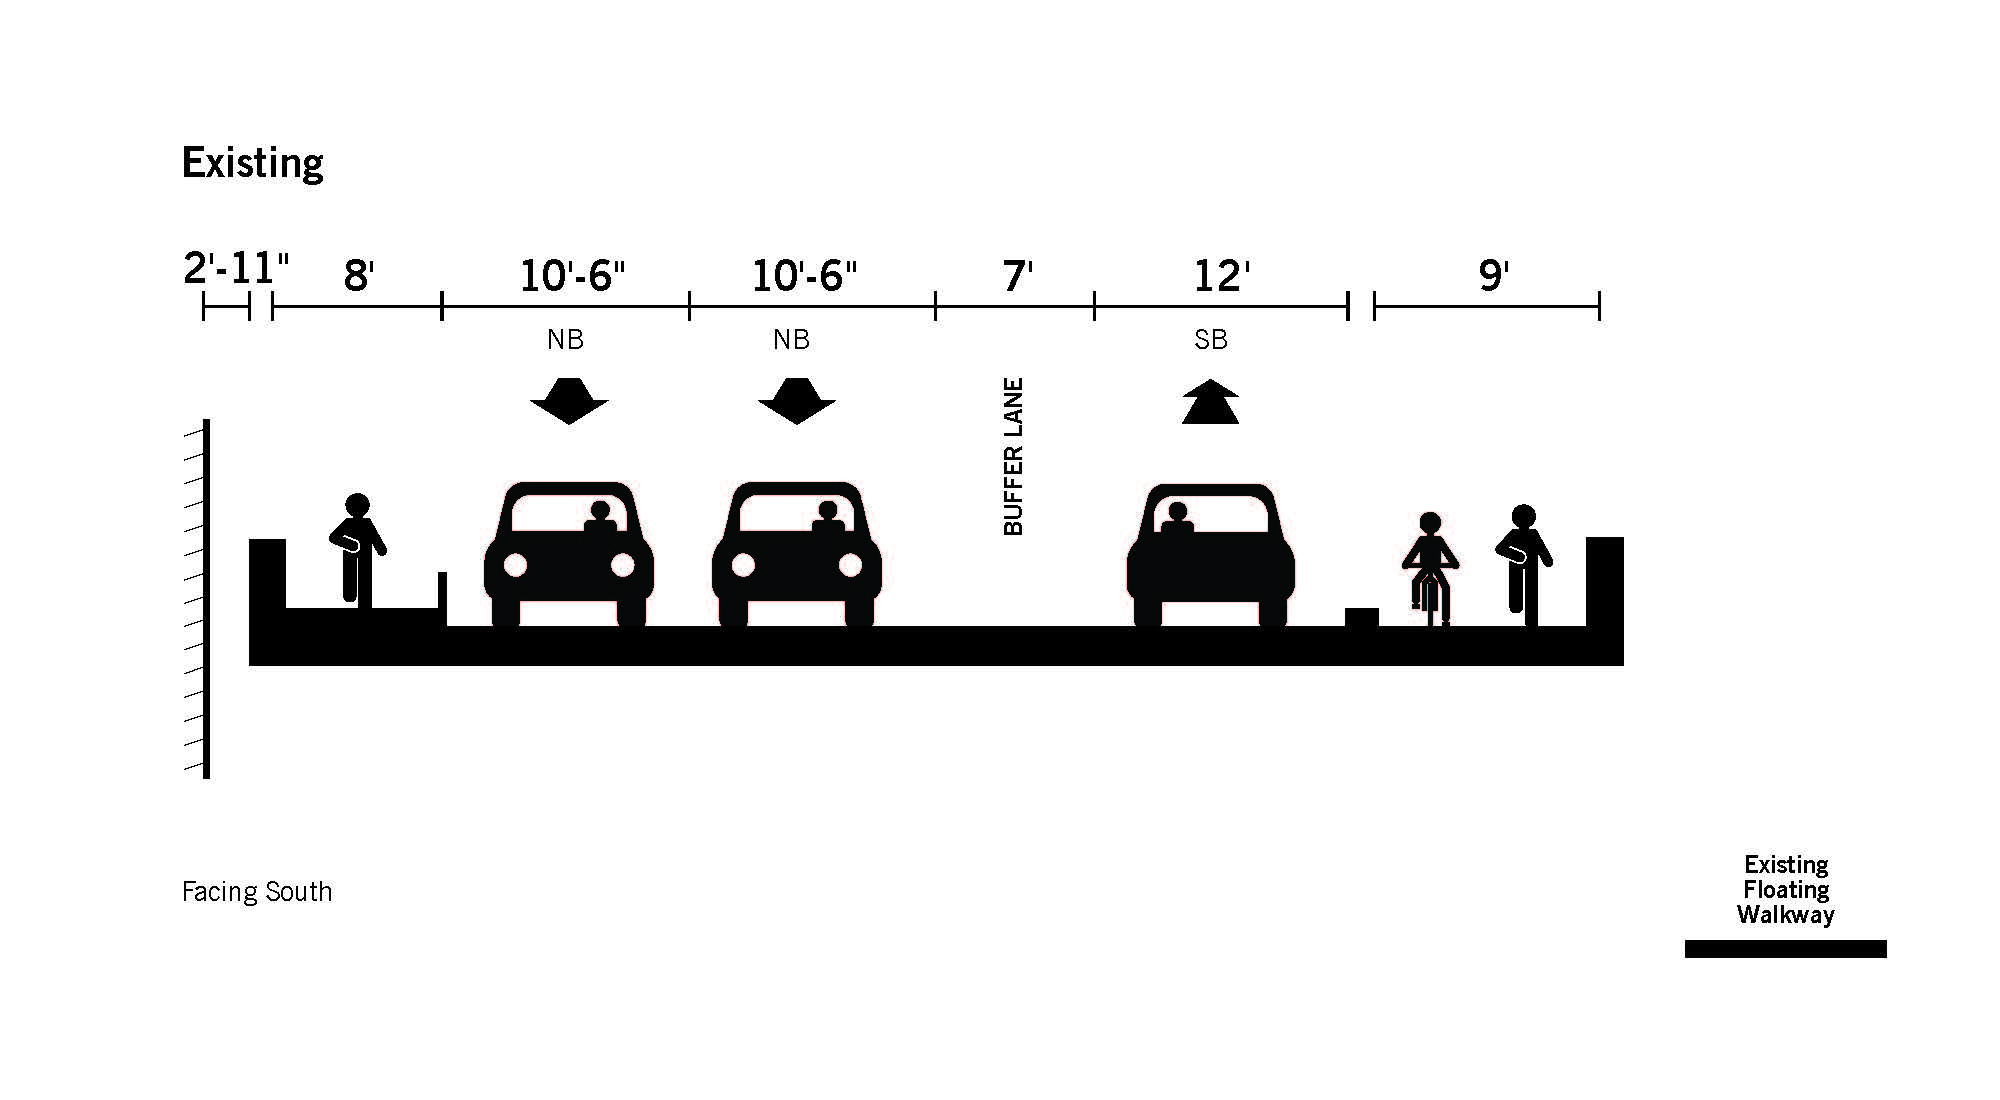 Existing
2'-11" 8' 10'-6" 10'-6" 7' 12' 9'
NB NB SB
BUFFER LANE
Facing South
Existing
Floating
Walkway